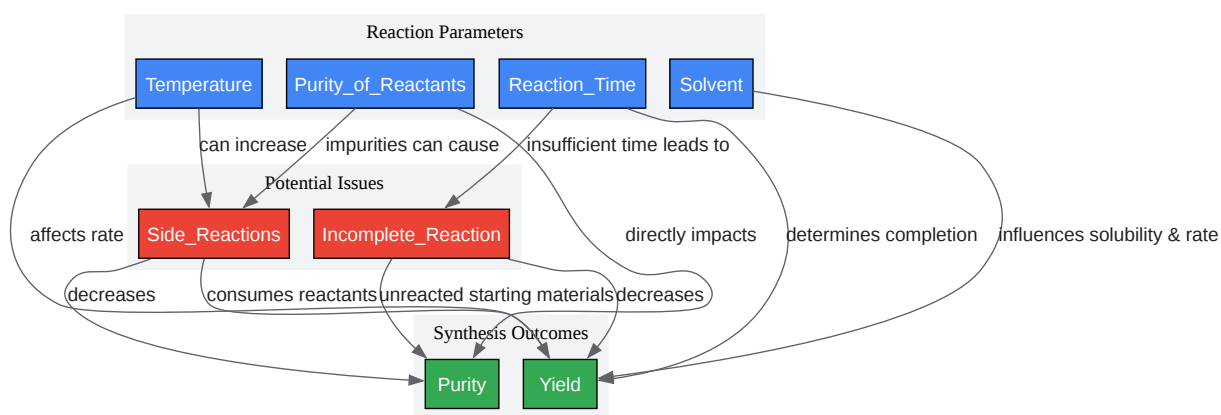 Reaction Parameters
Temperature
Purity_of_Reactants
Reaction_Time
Solvent
can increase
impurities can cause
insufficient time leads to
Potential Issues
Side_Reactions
Incomplete_Reaction
affects rate
directly impacts
determines completion
influences solubility & rate
decreases
consumes reactants
unreacted starting materials
decreases
Synthesis Outcomes
Purity
Yield